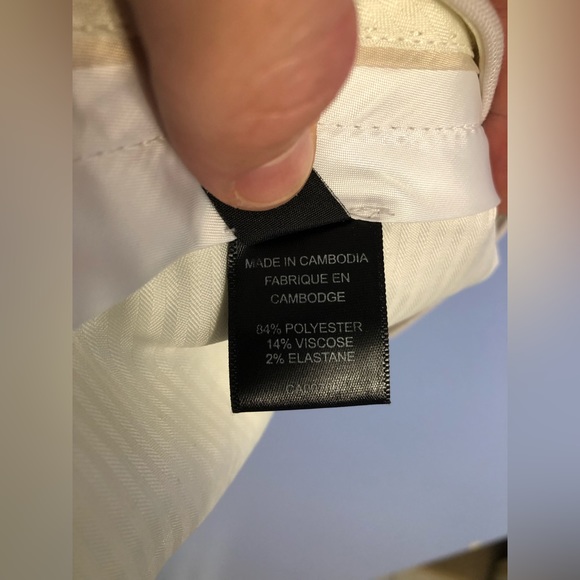 MADE IN CAMBODIA
FABRIQUE EN
CAMBODGE
84% POLYESTER
14% VISCOSE
2% ELASTANE